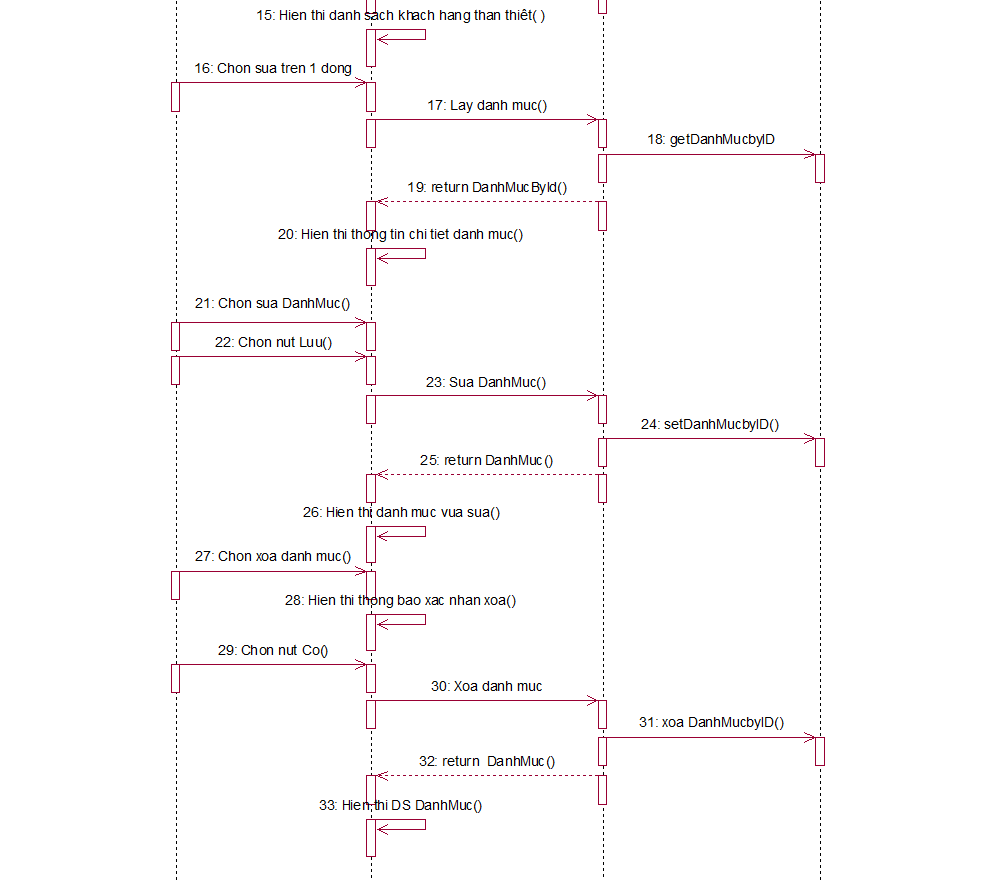 15: Hien thi danh sach khach hang than thiêt( )
16: Chon sua tren 1 dong
17: Lay danh muc()
18: getDanhMucbyID
19: return DanhMucById()
20: Hien thi thong tin chi tiet danh muc()
21: Chon sua DanhMuc()
22: Chon nut Luu()
23: Sua DanhMuc()
24: setDanhMucbyID()
25: return DanhMuc()
26: Hien thi danh muc vua sua()
27: Chon xoa danh muc()
28: Hien thi thong bao xac nhan xoa()
29: Chon nut Co()
30: Xoa danh muc
31: xoa DanhMucbyID()
32: return  DanhMuc()
33: Hien thi DS DanhMuc()